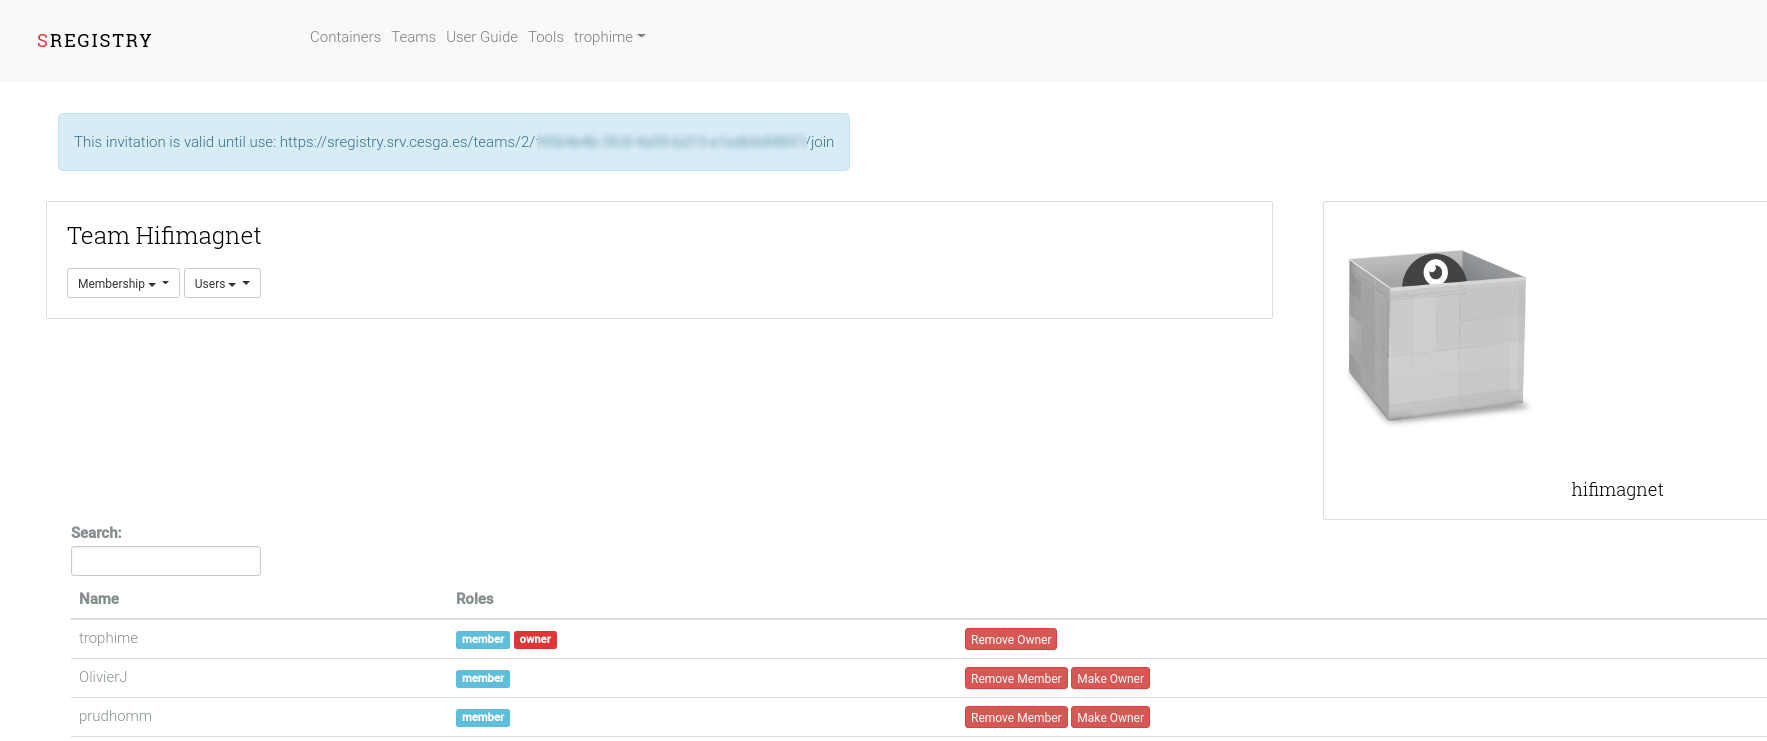 SREGISTRY
Containers Teams User Guide Tools trophime
This invitation is valid until use: https://sregistry.srv.cesga.es/teams/2/ /join
Team Hifimagnet
Membership Users
hifimagnet
Search:
Name Roles
trophime member owner Remove Owner
OlivierJ member Remove Member Make Owner
prudhomm member Remove Member Make Owner